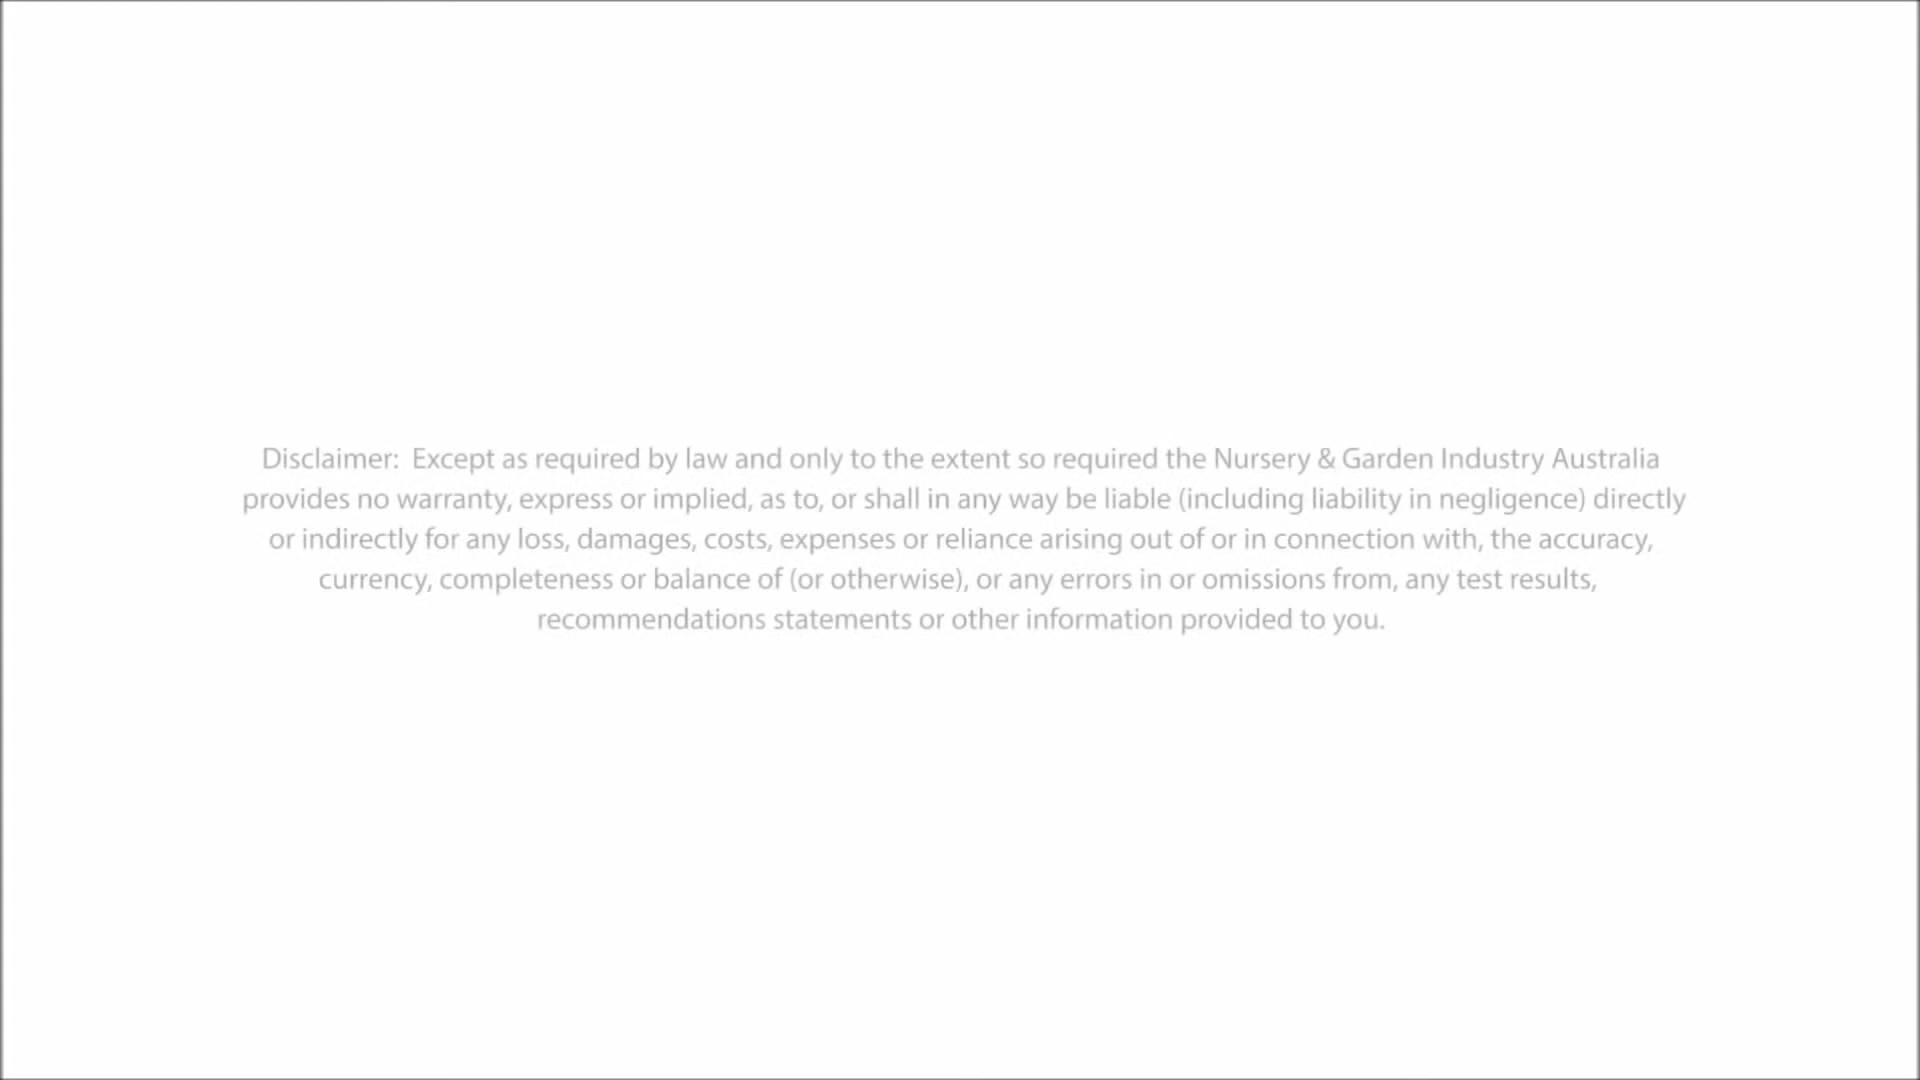 Disclaimer:  Except as required by law and only to the extent so required the Nursery & Garden Industry Australia
provides no warranty, express or implied, as to, or shall in any way be liable (including liability in negligence) directly
or indirectly for any loss, damages, costs, expenses or reliance arising out of or in connection with, the accuracy,
currency, completeness or balance of (or otherwise), or any errors in or omissions from, any test results,
recommendations statements or other information provided to you.